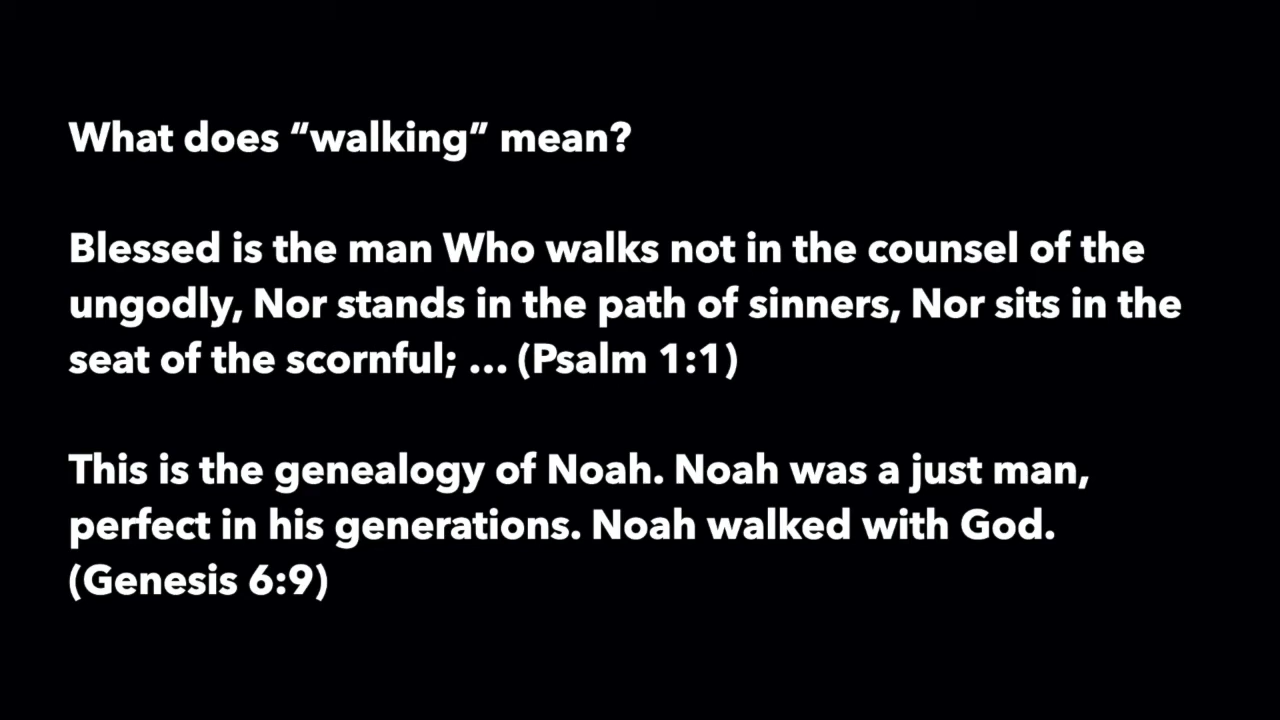 What does “walking” mean?
Blessed is the man Who walks not in the counsel of the
ungodly, Nor stands in the path of sinners, Nor sits in the
seat of the scornful; ... (Psalm 1:1)
This is the genealogy of Noah. Noah was a just man,
perfect in his generations. Noah walked with God.
(Genesis 6:9)